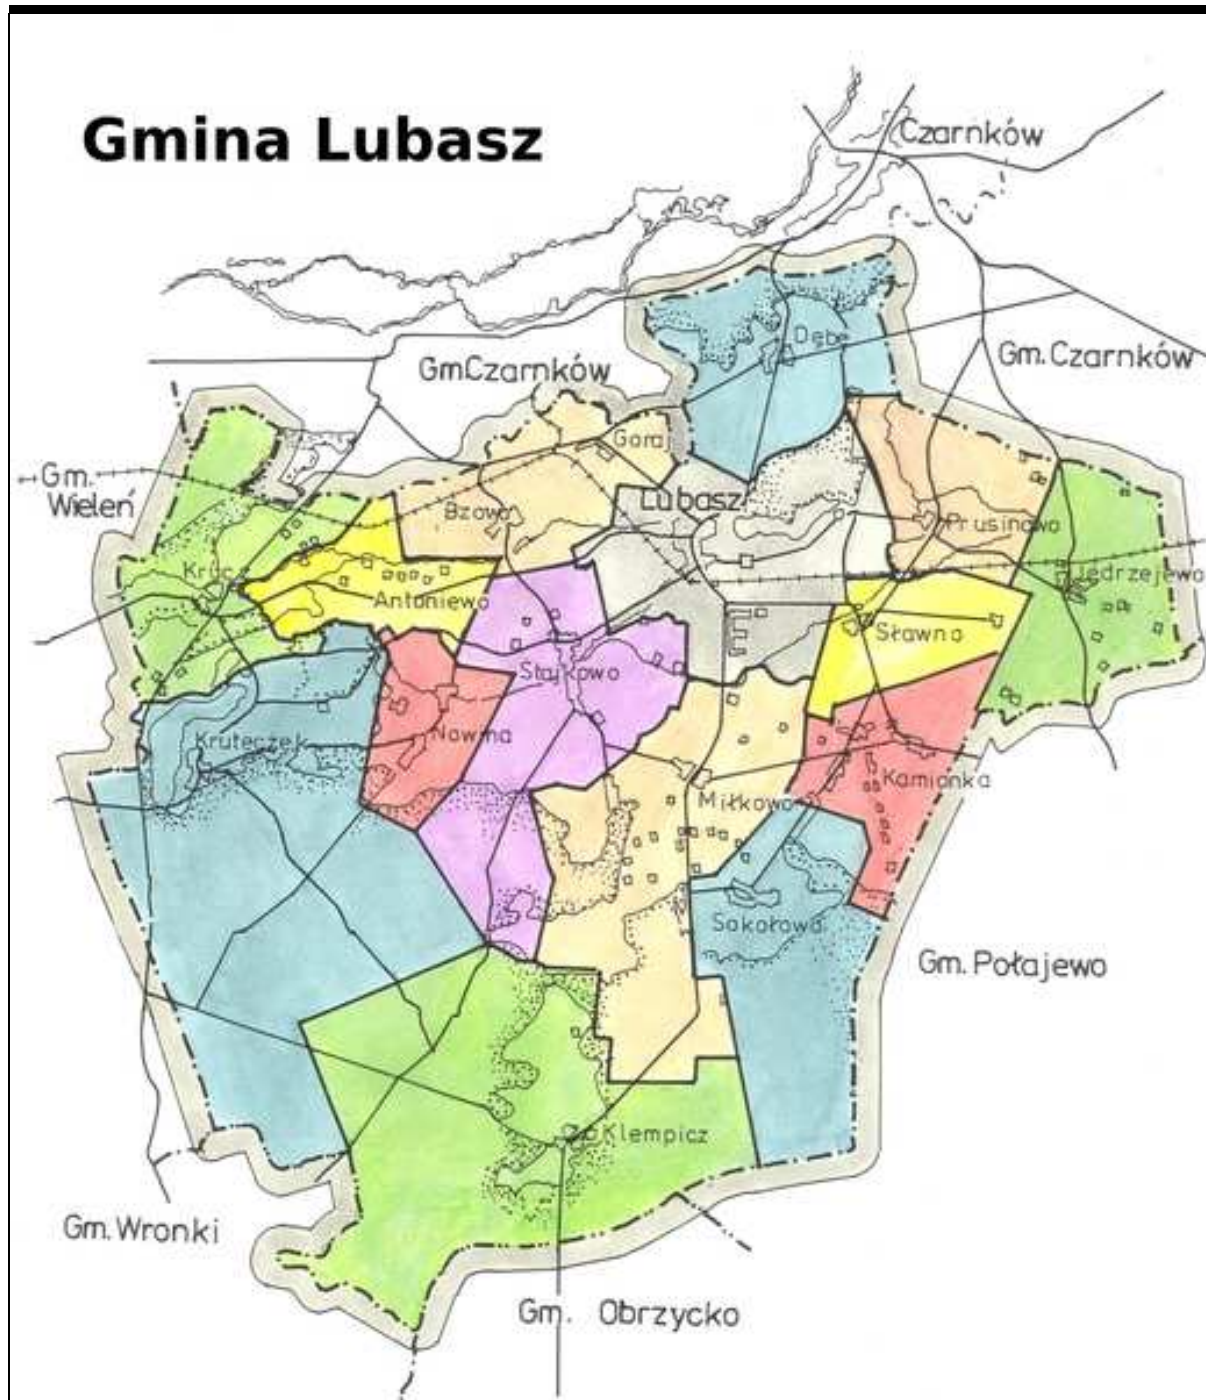 Gmina Lubasz
Czarnków
Gm.Czarnków
Gm.Czarnków
Dębe
Goraj
Gm.
Wieleń
Lubasz
Bzowo
Prusinowo
Krucz
Jędrzejewo
Antoniewo
Sławno
Stajkowo
Kruteczek
Nowina
Kamionka
Miłkowo
Sokołowo
Gm.Połajewo
Klempicz
Gm.Wronki
Gm. Obrzycko